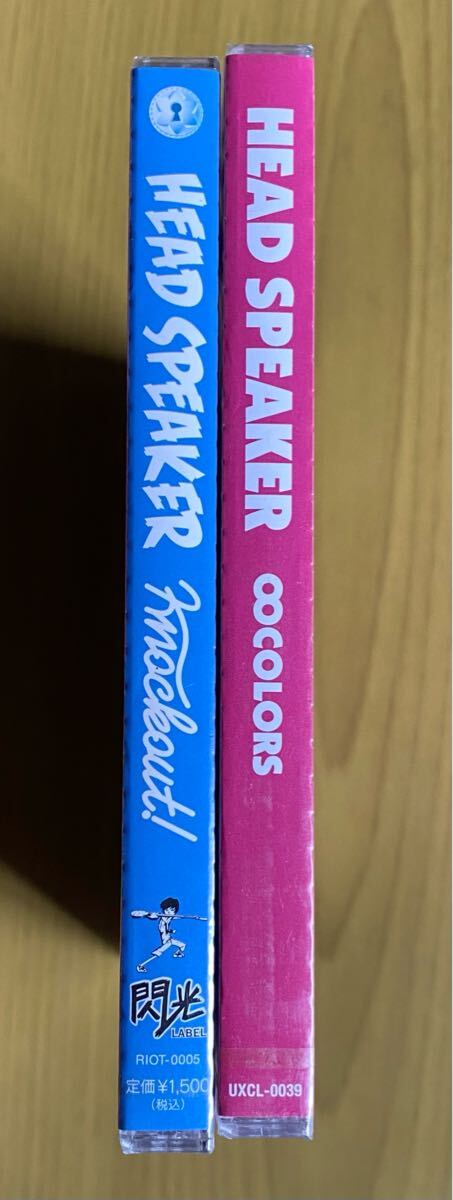 HEAD SPEAKER
Knockout!
閃光
LABEL
RIOT-0005
定価¥1,500
(税込)
HEAD SPEAKER
∞COLORS
UXCL-0039